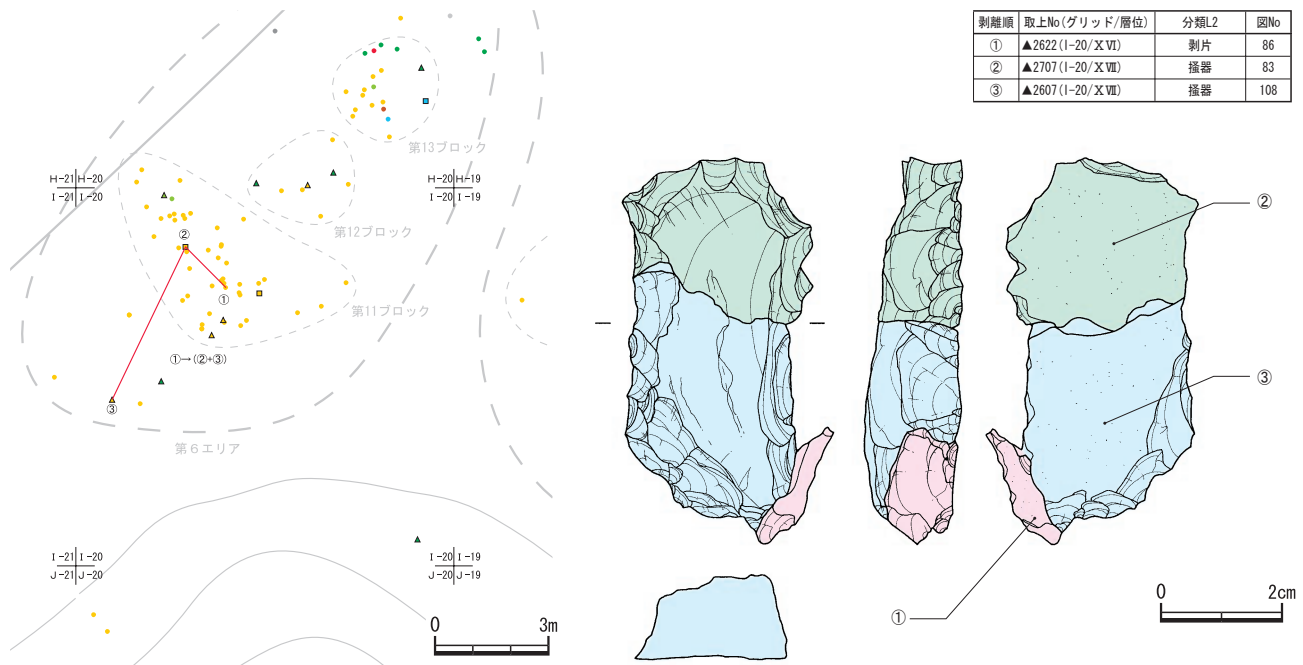 剥離順 取上No(グリッド/層位) 分類L2 図No
① ▲2622(I-20/ⅩⅥ) 剥片 86
② ▲2707(I-20/ⅩⅦ) 掻器 83
③ ▲2607(I-20/ⅩⅦ) 掻器 108
第13ブロック
H-21 H-20
I-21 I-20
H-20 H-19
I-20 I-19
第12ブロック
②
①
第11ブロック
①→(②+③)
③
第6エリア
I-21 I-20
J-21 J-20
I-20 I-19
J-20 J-19
0 3m
②
③
①
0 2cm